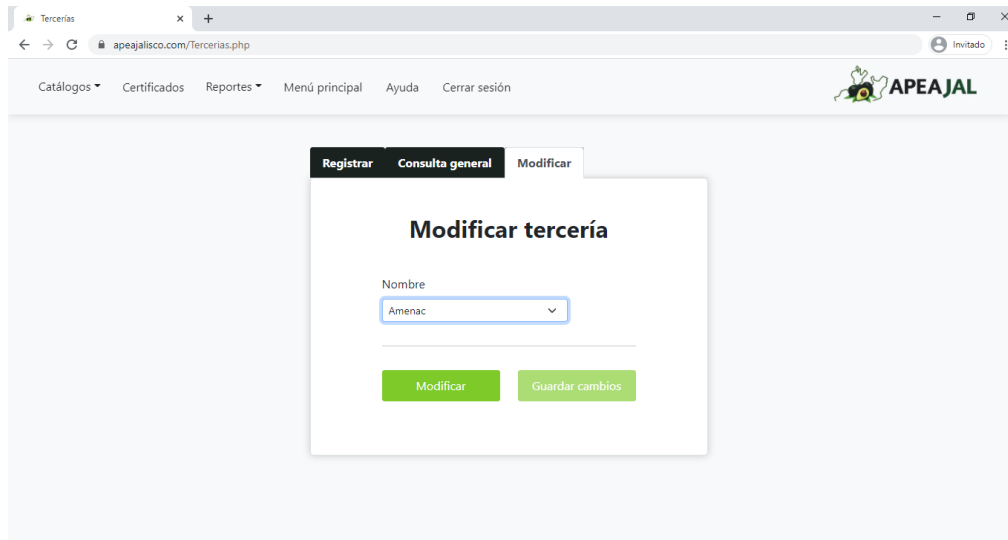 Tercerías
apeajalisco.com/Tercerias.php
Invitado
Catálogos Certificados Reportes Menú principal Ayuda Cerrar sesión
APEAJAL
Registrar Consulta general Modificar
Modificar tercería
Nombre
Amenac
Modificar Guardar cambios